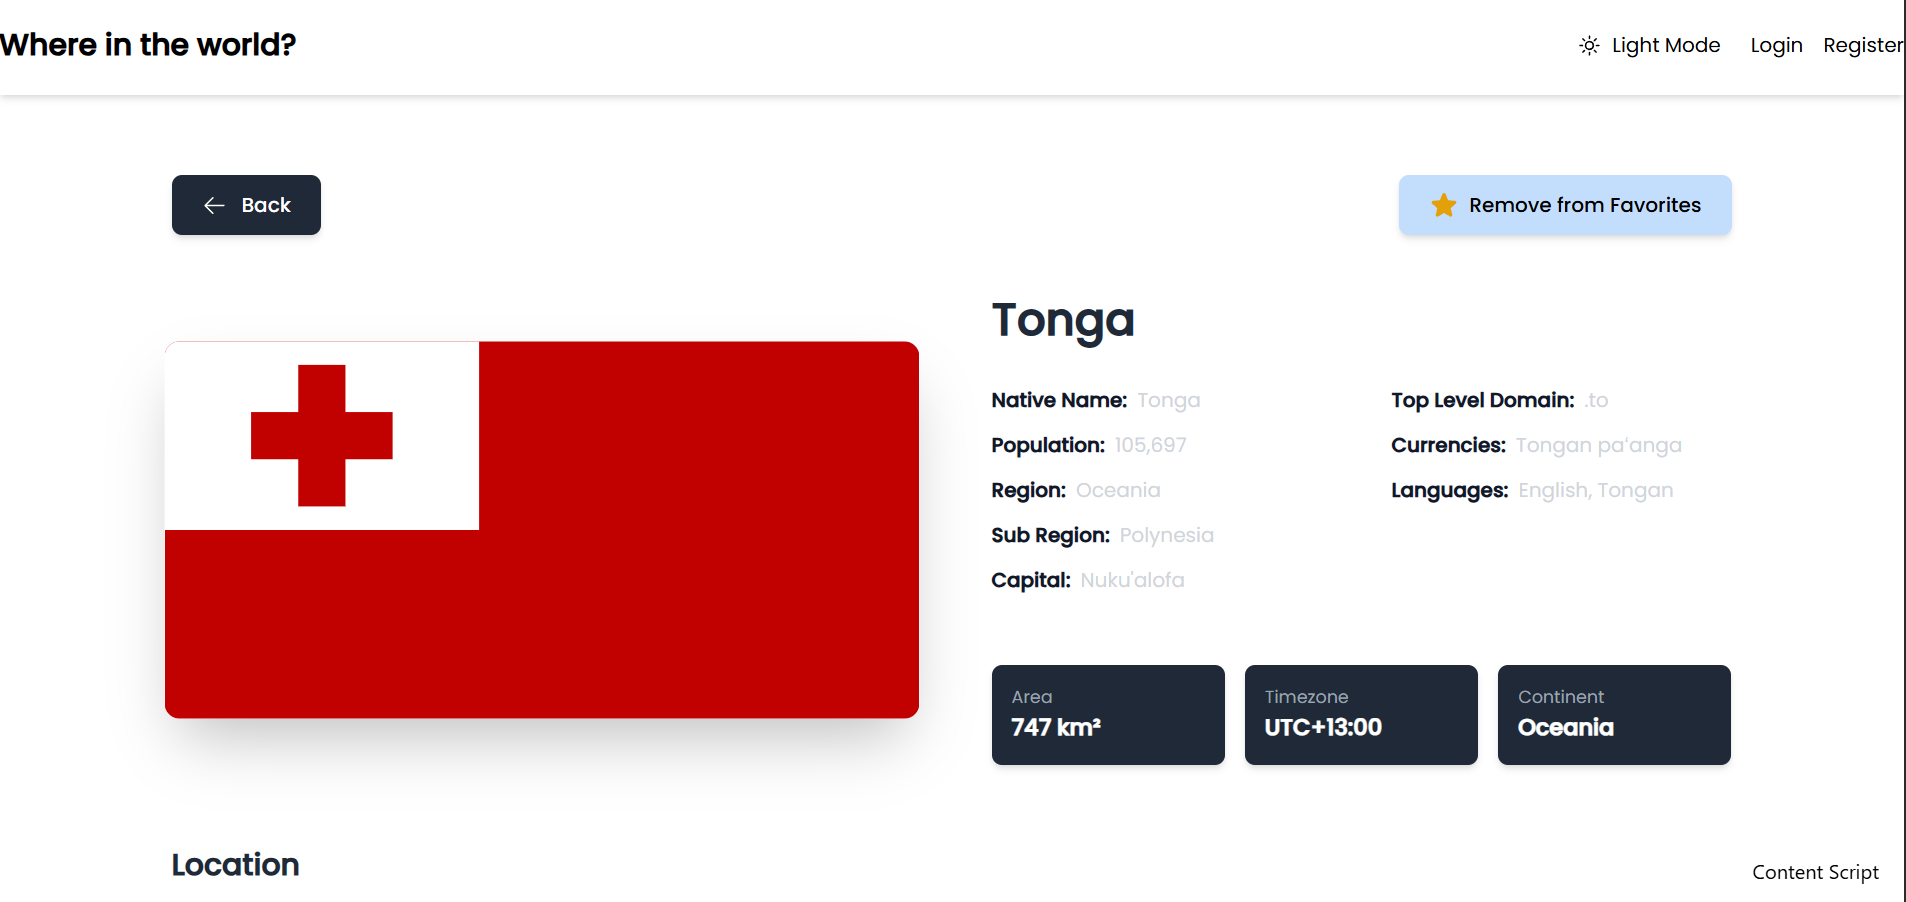 Where in the world?
Light Mode Login Register
Back
Remove from Favorites
Tonga
Native Name: Tonga
Population: 105,697
Region: Oceania
Sub Region: Polynesia
Capital: Nuku'alofa
Top Level Domain: .to
Currencies: Tongan paʻanga
Languages: English, Tongan
Area
747 km²
Timezone
UTC+13:00
Continent
Oceania
Location
Content Script